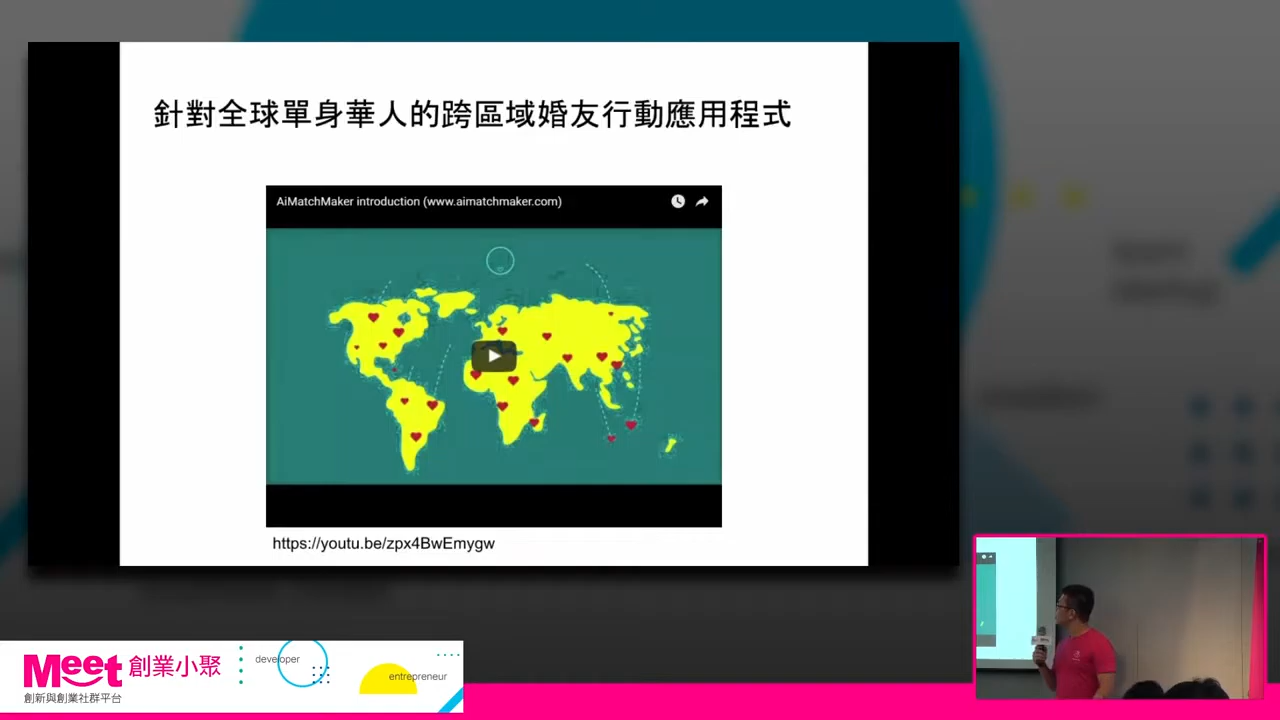 針對全球單身華人的跨區域婚友行動應用程式
AiMatchMaker introduction (www.aimatchmaker.com)
https://youtu.be/zpx4BwEmygw
Meet 創業小聚
創新與創業社群平台
developer
entrepreneur